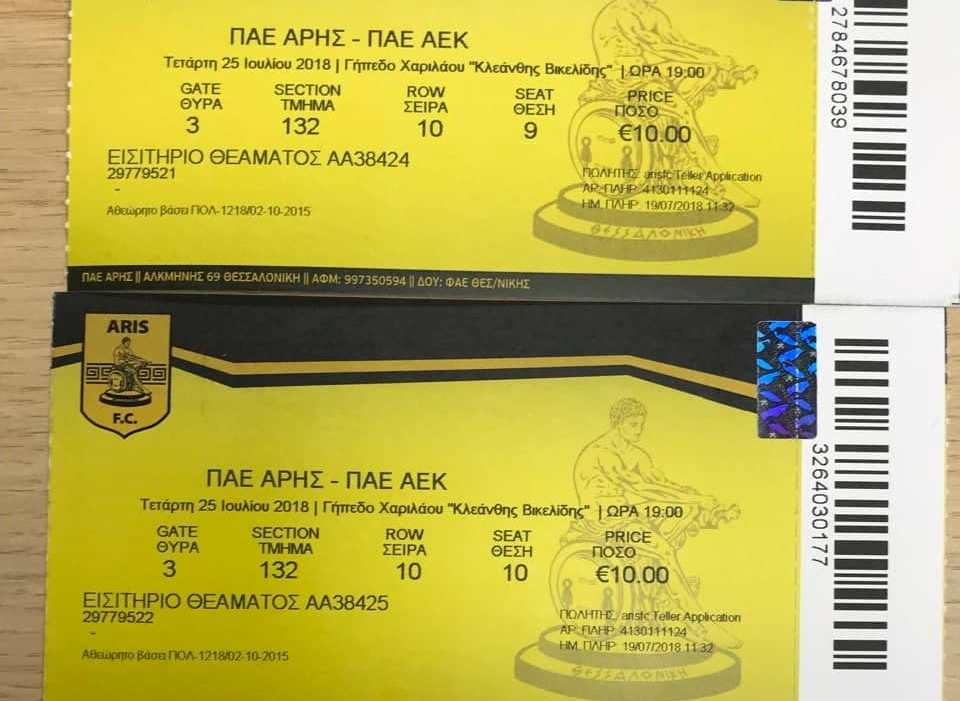 ΠΑΕ ΑΡΗΣ - ΠΑΕ ΑΕΚ
Τετάρτη 25 Ιουλίου 2018 | Γήπεδο Χαριλάου "Κλεάνθης Βικελίδης" | ΩΡΑ 19:00
GATE SECTION ROW SEAT PRICE
ΘΥΡΑ ΤΜΗΜΑ ΣΕΙΡΑ ΘΕΣΗ ΠΟΣΟ
3 132 10 9 €10.00
ΕΙΣΙΤΗΡΙΟ ΘΕΑΜΑΤΟΣ ΑΑ38424
29779521
-
ΠΩΛΗΤΗΣ: arisfc Teller Application
ΑΡ. ΠΛΗΡ: 4130111124
ΗΜ. ΠΛΗΡ: 19/07/2018 11:32
Αθεώρητο βάσει ΠΟΛ-1218/02-10-2015
ΘΕΣΣΑΛΟΝΙΚΗ
2784678039
ΠΑΕ ΑΡΗΣ || ΑΛΚΜΗΝΗΣ 69 ΘΕΣΣΑΛΟΝΙΚΗ || ΑΦΜ: 997350594 || ΔΟΥ: ΦΑΕ ΘΕΣ/ΝΙΚΗΣ
ARIS
F.C.
ΠΑΕ ΑΡΗΣ - ΠΑΕ ΑΕΚ
Τετάρτη 25 Ιουλίου 2018 | Γήπεδο Χαριλάου "Κλεάνθης Βικελίδης" | ΩΡΑ 19:00
GATE SECTION ROW SEAT PRICE
ΘΥΡΑ ΤΜΗΜΑ ΣΕΙΡΑ ΘΕΣΗ ΠΟΣΟ
3 132 10 10 €10.00
ΕΙΣΙΤΗΡΙΟ ΘΕΑΜΑΤΟΣ ΑΑ38425
29779522
-
ΠΩΛΗΤΗΣ: arisfc Teller Application
ΑΡ. ΠΛΗΡ: 4130111124
ΗΜ. ΠΛΗΡ: 19/07/2018 11:32
Αθεώρητο βάσει ΠΟΛ-1218/02-10-2015
ΘΕΣΣΑΛΟΝΙΚΗ
3264030177